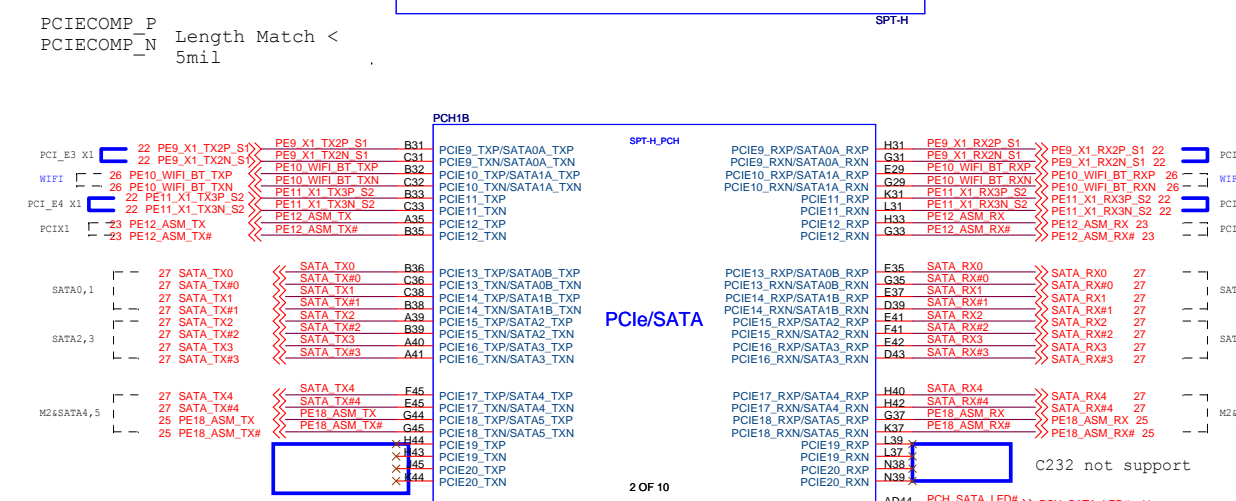 SPT-H
PCIECOMP_P
PCIECOMP_N
Length Match <
5mil
.
PCH1B
SPT-H_PCH
PCI_E3 X1 22 PE9_X1_TX2P_S1 PE9_X1_TX2P_S1 B31 PCIE9_TXP/SATA0A_TXP PCIE9_RXP/SATA0A_RXP H31 PE9_X1_RX2P_S1 PE9_X1_RX2P_S1 22 PCI
22 PE9_X1_TX2N_S1 PE9_X1_TX2N_S1 C31 PCIE9_TXN/SATA0A_TXN PCIE9_RXN/SATA0A_RXN G31 PE9_X1_RX2N_S1 PE9_X1_RX2N_S1 22
WIFI 26 PE10_WIFI_BT_TXP PE10_WIFI_BT_TXP B32 PCIE10_TXP/SATA1A_TXP PCIE10_RXP/SATA1A_RXP E29 PE10_WIFI_BT_RXP PE10_WIFI_BT_RXP 26
26 PE10_WIFI_BT_TXN PE10_WIFI_BT_TXN C32 PCIE10_TXN/SATA1A_TXN PCIE10_RXN/SATA1A_RXN G29 PE10_WIFI_BT_RXN PE10_WIFI_BT_RXN 26
PCI_E4 X1 22 PE11_X1_TX3P_S2 PE11_X1_TX3P_S2 B33 PCIE11_TXP PCIE11_RXP K31 PE11_X1_RX3P_S2 PE11_X1_RX3P_S2 22 PCI
22 PE11_X1_TX3N_S2 PE11_X1_TX3N_S2 C33 PCIE11_TXN PCIE11_RXN L31 PE11_X1_RX3N_S2 PE11_X1_RX3N_S2 22
PCIX1 23 PE12_ASM_TX PE12_ASM_TX A35 PCIE12_TXP PCIE12_RXP H33 PE12_ASM_RX PE12_ASM_RX 23 PCI
23 PE12_ASM_TX# PE12_ASM_TX# B35 PCIE12_TXN PCIE12_RXN G33 PE12_ASM_RX# PE12_ASM_RX# 23
SATA0,1 27 SATA_TX0 SATA_TX0 B36 PCIE13_TXP/SATA0B_TXP PCIE13_RXP/SATA0B_RXP E35 SATA_RX0 SATA_RX0 27 SAT
27 SATA_TX#0 SATA_TX#0 C36 PCIE13_TXN/SATA0B_TXN PCIE13_RXN/SATA0B_RXN G35 SATA_RX#0 SATA_RX#0 27
27 SATA_TX1 SATA_TX1 C38 PCIE14_TXP/SATA1B_TXP PCIE14_RXP/SATA1B_RXP E37 SATA_RX1 SATA_RX1 27
27 SATA_TX#1 SATA_TX#1 B38 PCIE14_TXN/SATA1B_TXN PCIE14_RXN/SATA1B_RXN D39 SATA_RX#1 SATA_RX#1 27
PCIe/SATA
SATA2,3 27 SATA_TX2 SATA_TX2 A39 PCIE15_TXP/SATA2_TXP PCIE15_RXP/SATA2_RXP F41 SATA_RX2 SATA_RX2 27 SAT
27 SATA_TX#2 SATA_TX#2 B39 PCIE15_TXN/SATA2_TXN PCIE15_RXN/SATA2_RXN E41 SATA_RX#2 SATA_RX#2 27
27 SATA_TX3 SATA_TX3 A40 PCIE16_TXP/SATA3_TXP PCIE16_RXP/SATA3_RXP E42 SATA_RX3 SATA_RX3 27
27 SATA_TX#3 SATA_TX#3 A41 PCIE16_TXN/SATA3_TXN PCIE16_RXN/SATA3_RXN D43 SATA_RX#3 SATA_RX#3 27
M2&SATA4,5 27 SATA_TX4 SATA_TX4 F45 PCIE17_TXP/SATA4_TXP PCIE17_RXP/SATA4_RXP H40 SATA_RX4 SATA_RX4 27 M2&
27 SATA_TX#4 SATA_TX#4 E45 PCIE17_TXN/SATA4_TXN PCIE17_RXN/SATA4_RXN H42 SATA_RX#4 SATA_RX#4 27
25 PE18_ASM_TX PE18_ASM_TX G44 PCIE18_TXP/SATA5_TXP PCIE18_RXP/SATA5_RXP G37 PE18_ASM_RX PE18_ASM_RX 25
25 PE18_ASM_TX# PE18_ASM_TX# G45 PCIE18_TXN/SATA5_TXN PCIE18_RXN/SATA5_RXN K37 PE18_ASM_RX# PE18_ASM_RX# 25
H44 PCIE19_TXP PCIE19_RXP L39
H43 PCIE19_TXN PCIE19_RXN L37
J45 PCIE20_TXP PCIE20_RXP N38 C232 not support
K44 PCIE20_TXN PCIE20_RXN N39
2 OF 10